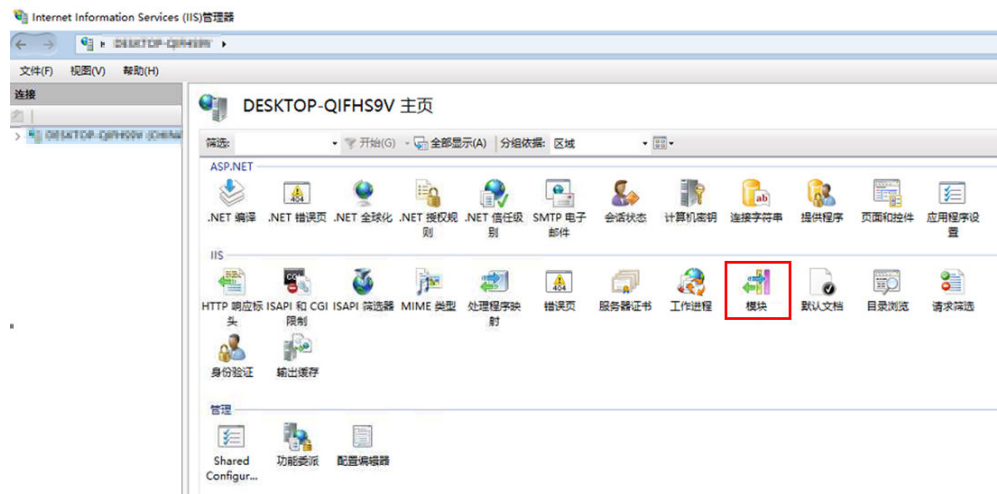 Internet Information Services (IIS)管理器
文件(F) 视图(V) 帮助(H)
连接
DESKTOP-QIFHS9V 主页
筛选: 开始(G) 全部显示(A) 分组依据: 区域
ASP.NET
.NET 编译 .NET 错误页 .NET 全球化 .NET 授权规则 .NET 信任级别 SMTP 电子邮件 会话状态 计算机密钥 连接字符串 提供程序 页面和控件 应用程序设置
IIS
HTTP 响应标头 ISAPI 和 CGI 限制 ISAPI 筛选器 MIME 类型 处理程序映射 错误页 服务器证书 工作进程 模块 默认文档 目录浏览 请求筛选
身份验证 输出缓存
管理
Shared Configur... 功能委派 配置编辑器